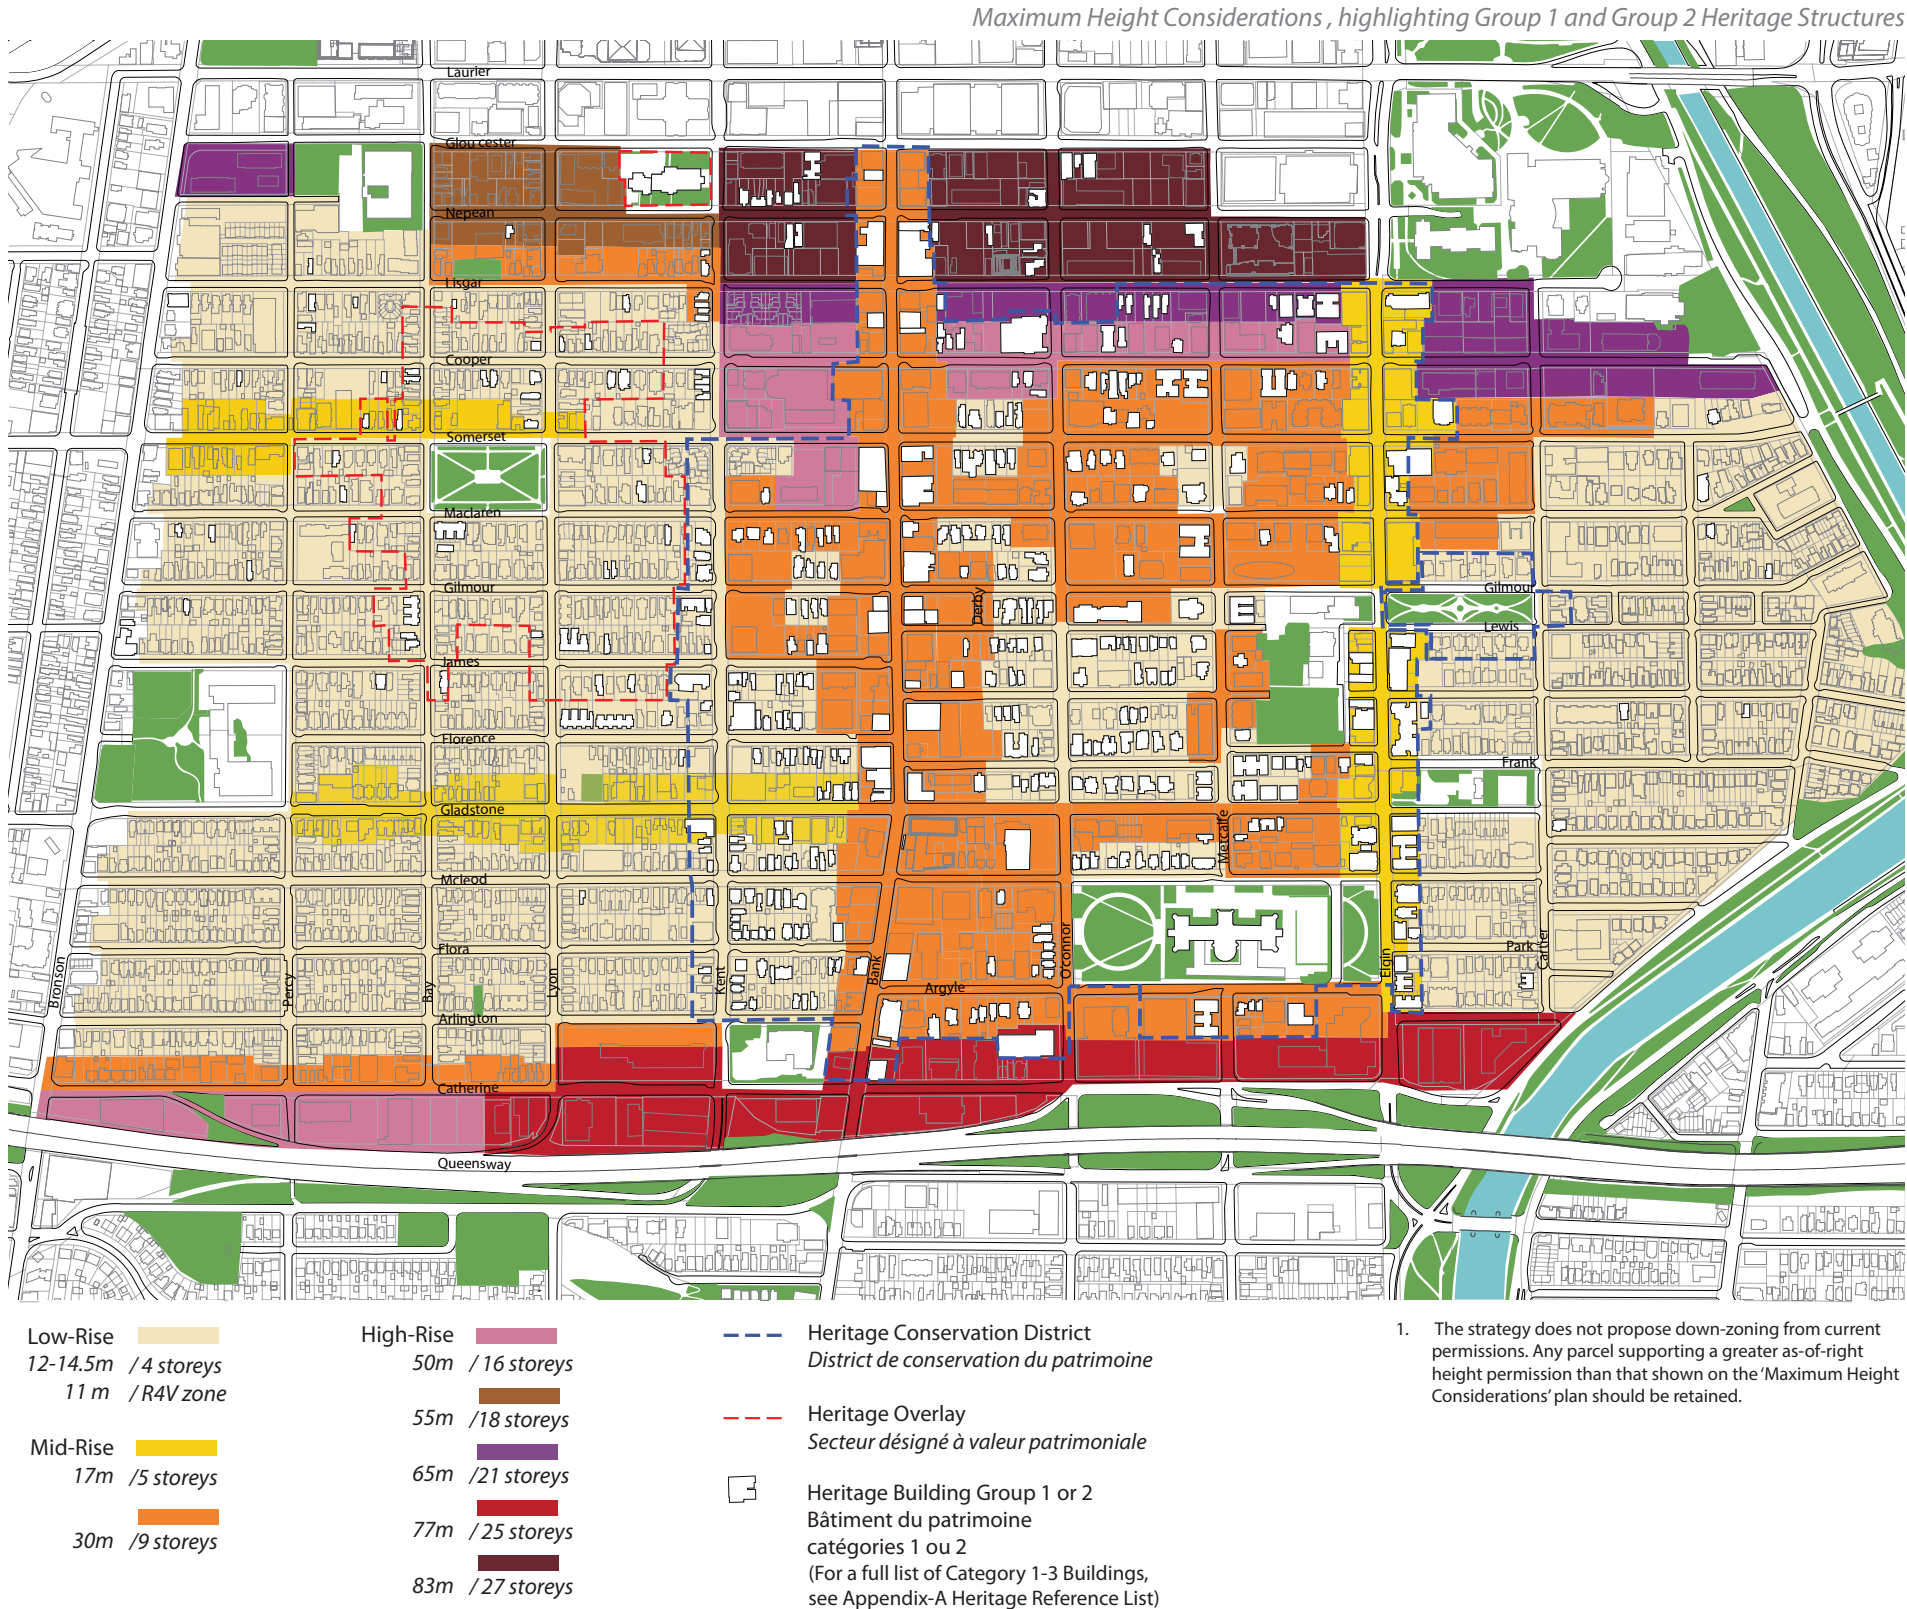 Maximum Height Considerations , highlighting Group 1 and Group 2 Heritage Structures
Laurier
Glou cester
Nepean
Lisgar
Cooper
Somerset
Maclaren
Gilmour
Gilmour
Derby
Lewis
James
Florence
Frank
Gladstone
Metcalfe
Mcleod
Flora
Park
Cartier
Bronson
Percy
Bay
Lyon
Kent
Bank
O'connor
Elgin
Argyle
Arlington
Catherine
Queensway
Low-Rise
12-14.5m / 4 storeys
11 m / R4V zone
Mid-Rise
17m /5 storeys
30m /9 storeys
High-Rise
50m / 16 storeys
55m /18 storeys
65m /21 storeys
77m / 25 storeys
83m / 27 storeys
Heritage Conservation District
District de conservation du patrimoine
Heritage Overlay
Secteur désigné à valeur patrimoniale
Heritage Building Group 1 or 2
Bâtiment du patrimoine
catégories 1 ou 2
(For a full list of Category 1-3 Buildings,
see Appendix-A Heritage Reference List)
1. The strategy does not propose down-zoning from current
permissions. Any parcel supporting a greater as-of-right
height permission than that shown on the 'Maximum Height
Considerations' plan should be retained.